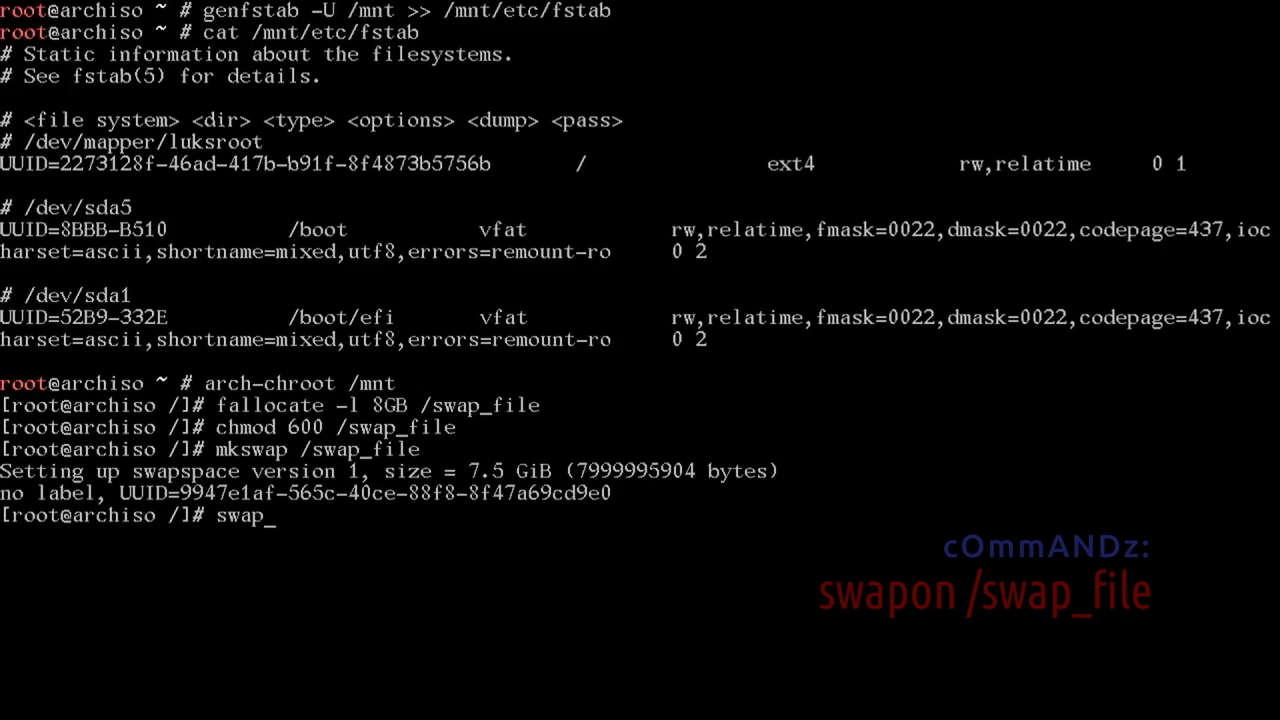 root@archiso ~ # genfstab -U /mnt >> /mnt/etc/fstab
root@archiso ~ # cat /mnt/etc/fstab
# Static information about the filesystems.
# See fstab(5) for details.
# <file system> <dir> <type> <options> <dump> <pass>
# /dev/mapper/luksroot
UUID=2273128f-46ad-417b-b91f-8f4873b5756b / ext4 rw,relatime 0 1
# /dev/sda5
UUID=8BBB-B510 /boot vfat rw,relatime,fmask=0022,dmask=0022,codepage=437,ioc
harset=ascii,shortname=mixed,utf8,errors=remount-ro 0 2
# /dev/sda1
UUID=52B9-332E /boot/efi vfat rw,relatime,fmask=0022,dmask=0022,codepage=437,ioc
harset=ascii,shortname=mixed,utf8,errors=remount-ro 0 2
root@archiso ~ # arch-chroot /mnt
[root@archiso /]# fallocate -l 8GB /swap_file
[root@archiso /]# chmod 600 /swap_file
[root@archiso /]# mkswap /swap_file
Setting up swapspace version 1, size = 7.5 GiB (7999995904 bytes)
no label, UUID=9947e1af-565c-40ce-88f8-8f47a69cd9e0
[root@archiso /]# swap_
cOmmANDz:
swapon /swap_file